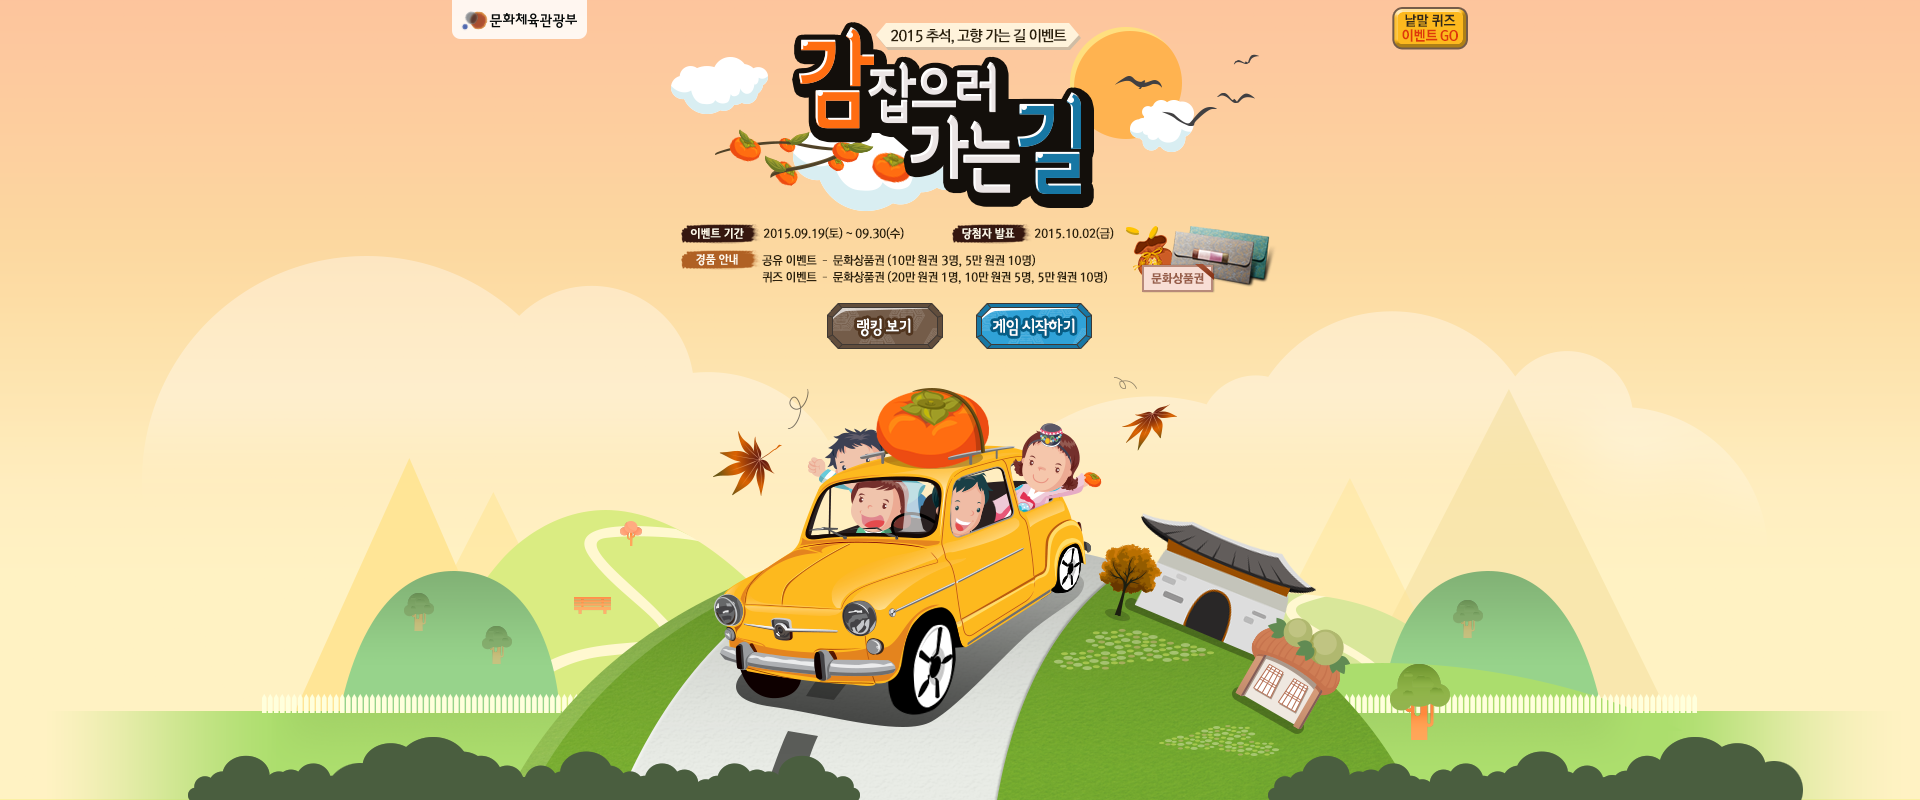 문화체육관광부
낱말 퀴즈
이벤트 GO
2015 추석, 고향 가는 길 이벤트
감 잡으러
가는 길
이벤트 기간 2015.09.19(토) ~ 09.30(수) 당첨자 발표 2015.10.02(금)
경품 안내 공유 이벤트 - 문화상품권 (10만 원권 3명, 5만 원권 10명)
퀴즈 이벤트 - 문화상품권 (20만 원권 1명, 10만 원권 5명, 5만 원권 10명)
문화상품권
랭킹 보기 게임 시작하기